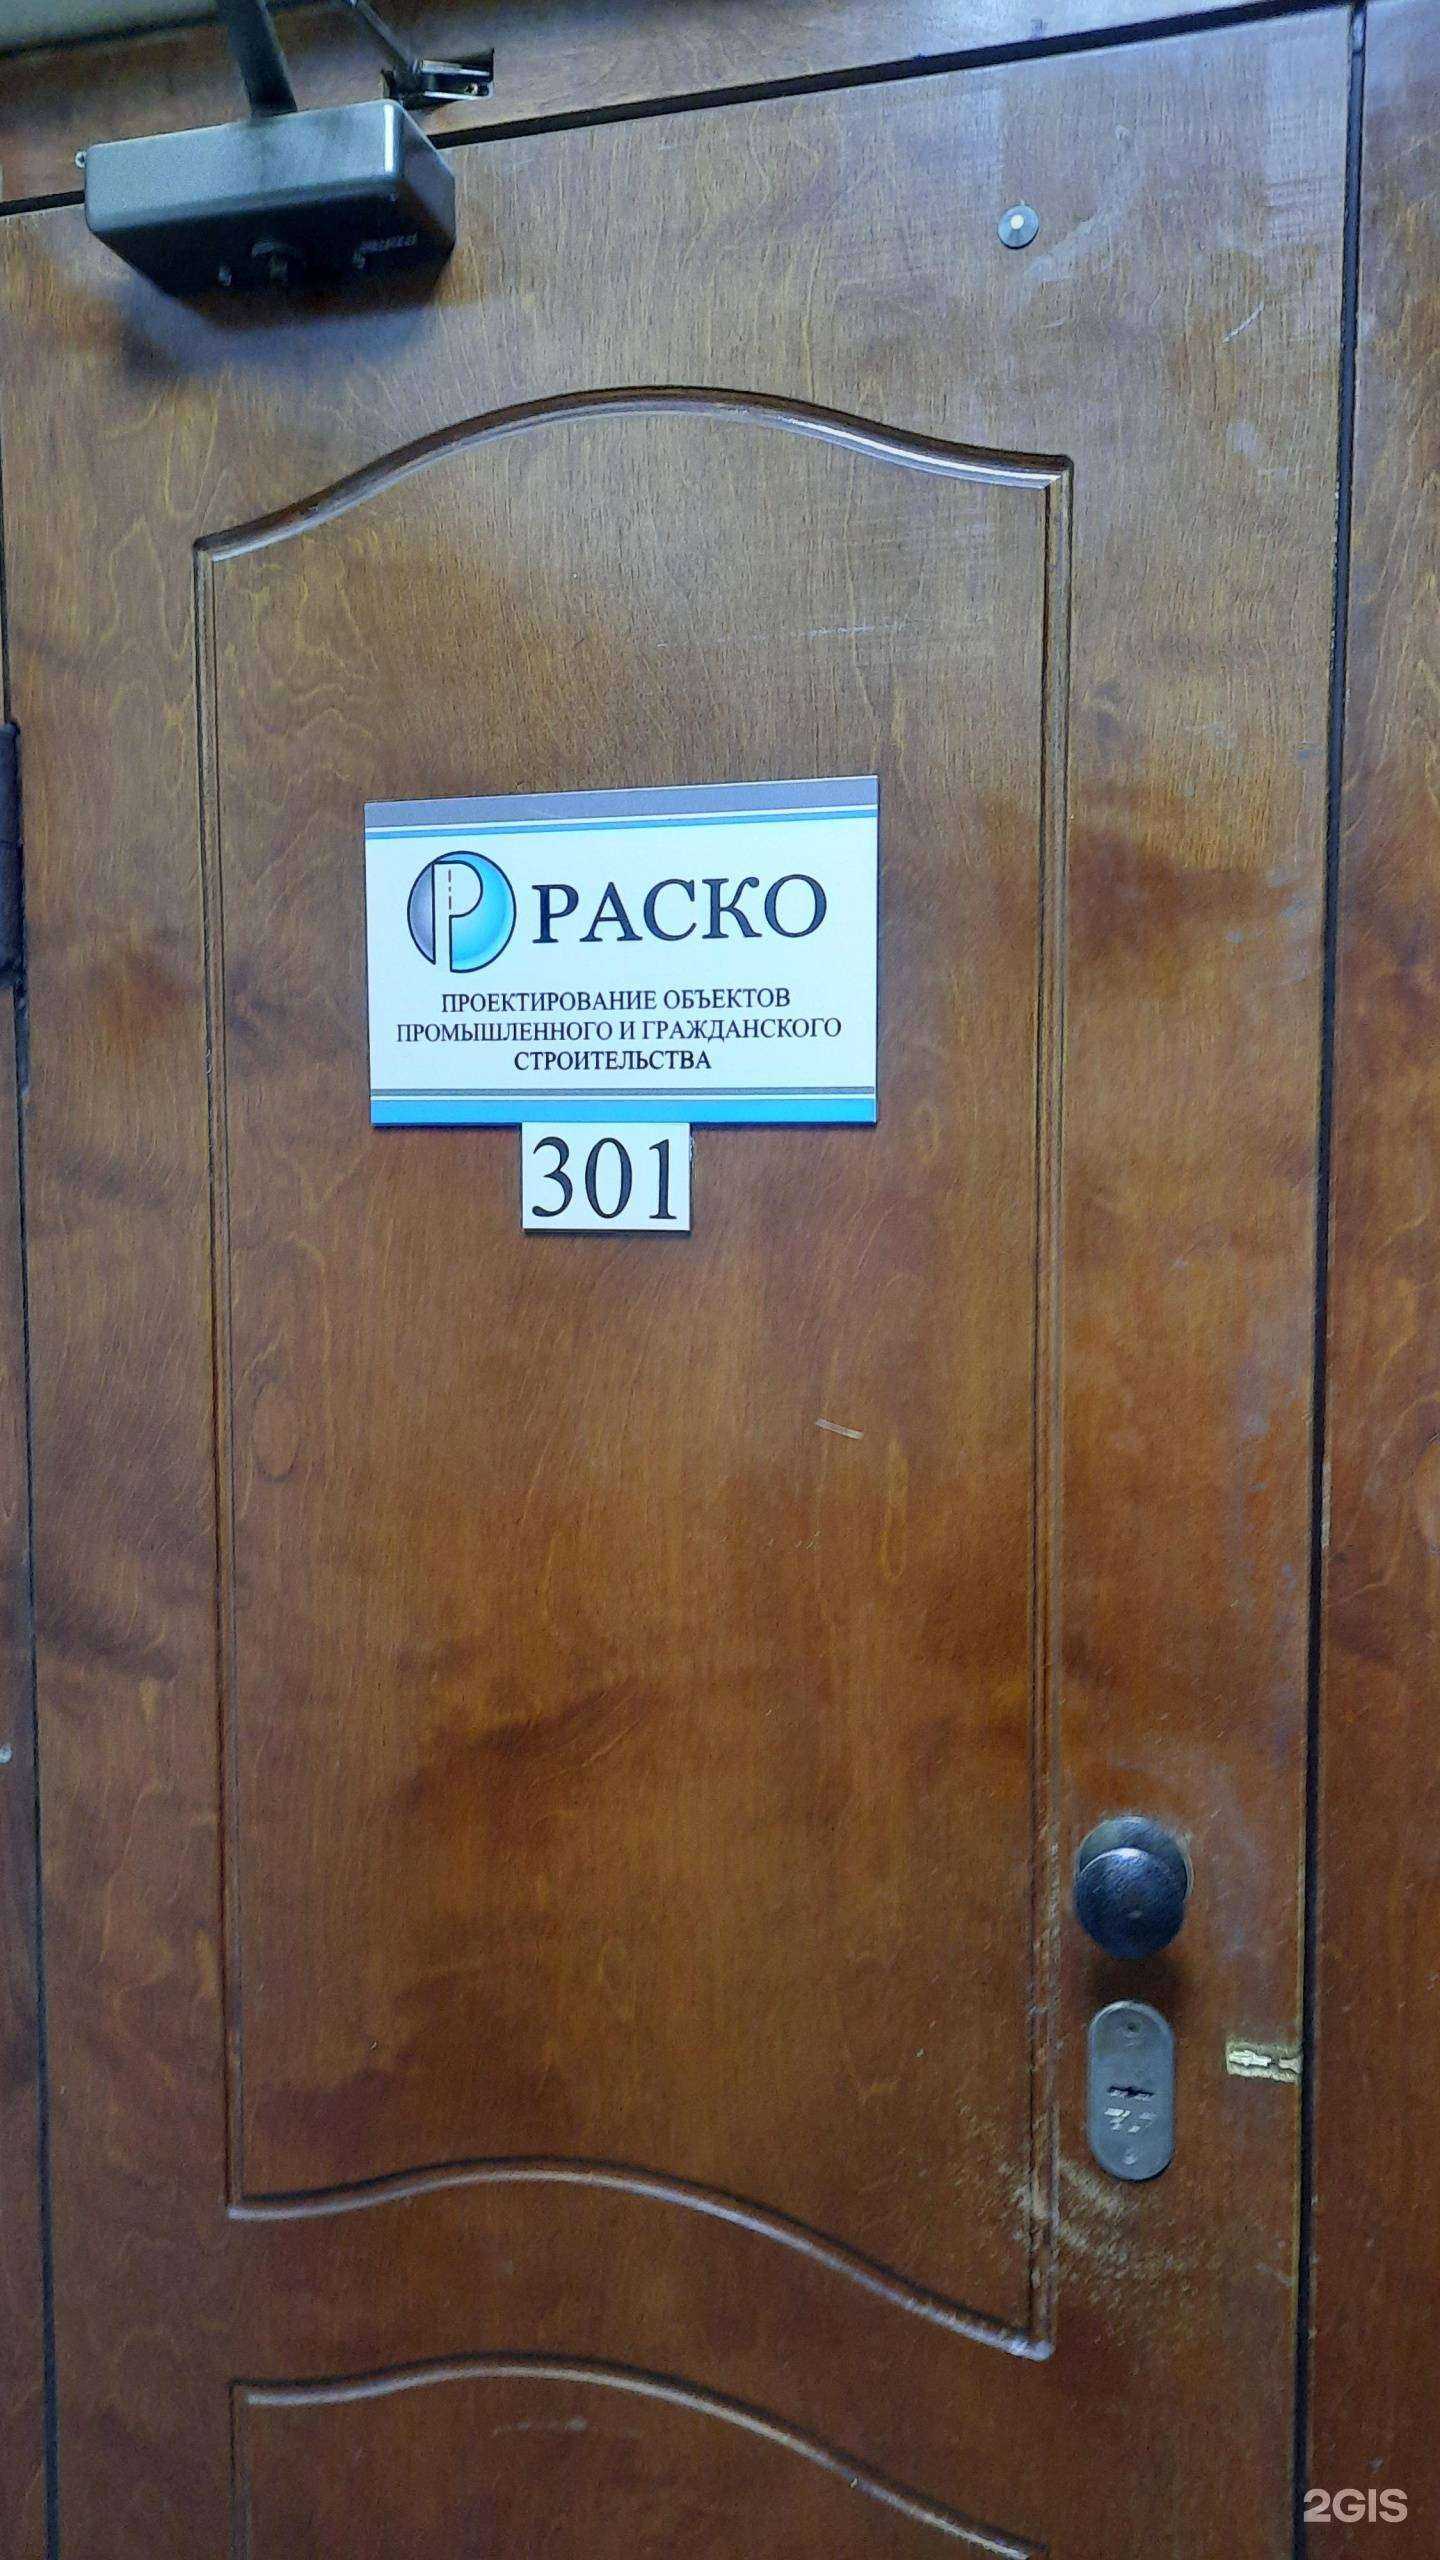 РАСКО
ПРОЕКТИРОВАНИЕ ОБЪЕКТОВ
ПРОМЫШЛЕННОГО И ГРАЖДАНСКОГО
СТРОИТЕЛЬСТВА
301
2GIS